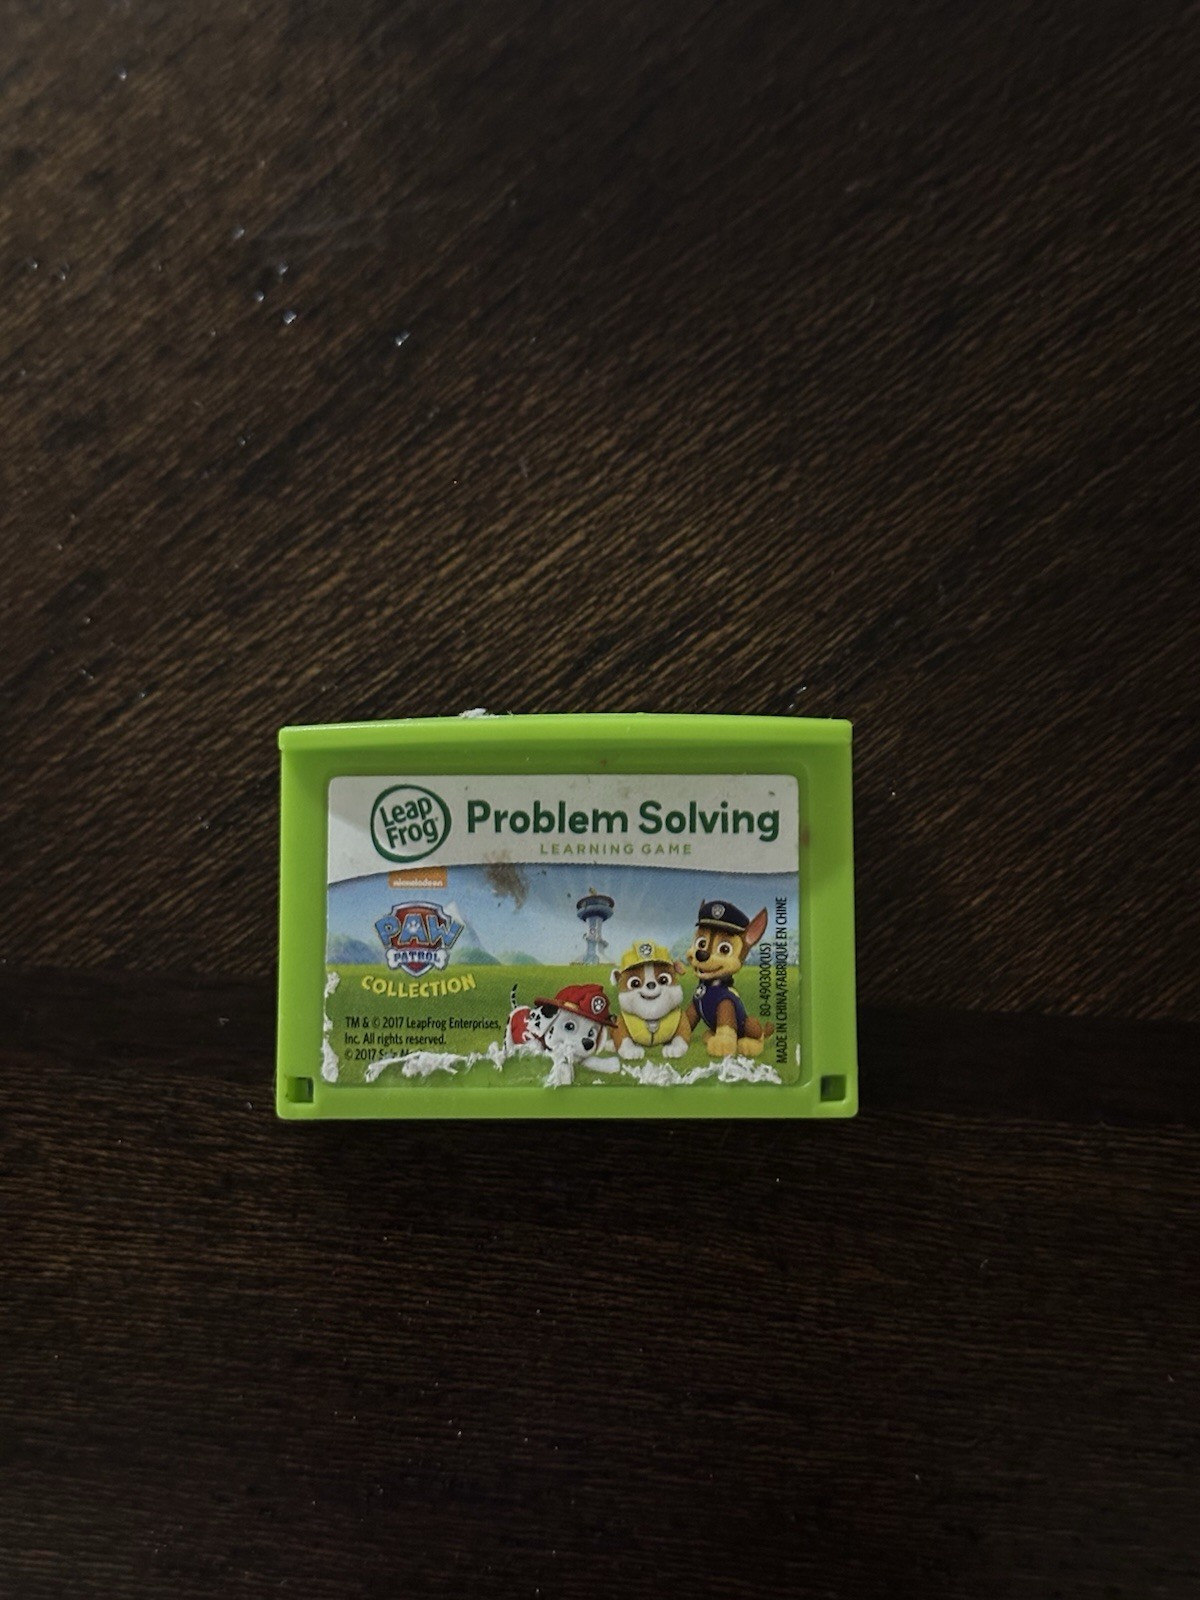 Leap
Frog
Problem Solving
LEARNING GAME
nickelodeon
PAW
PATROL
COLLECTION
TM & © 2017 LeapFrog Enterprises,
Inc. All rights reserved.
© 2017
80-490300(US)
MADE IN CHINA/FABRIQUÉ EN CHINE